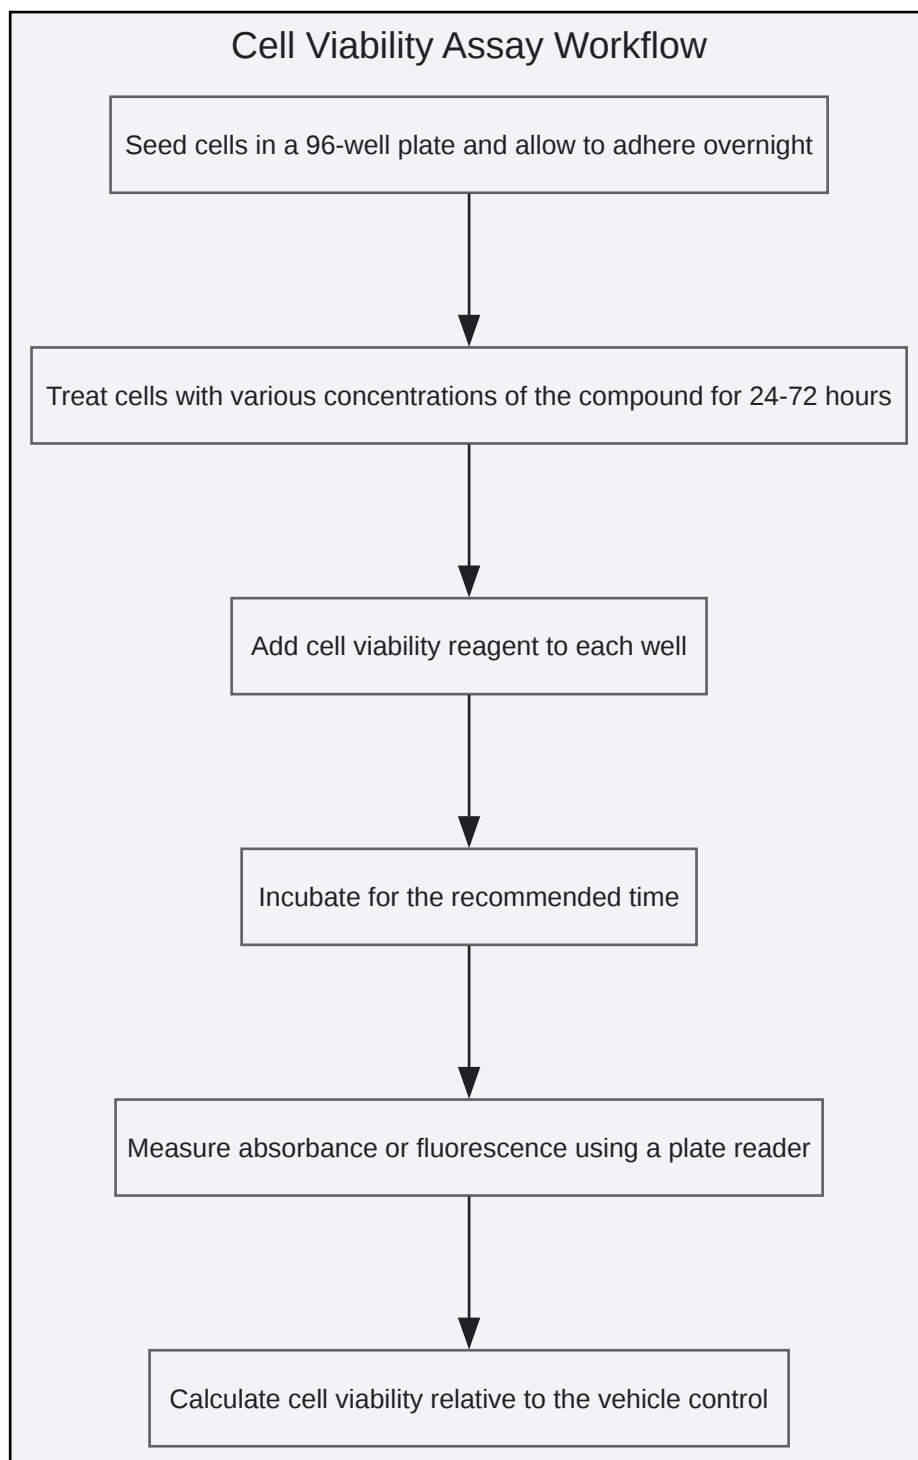 Cell Viability Assay Workflow
Seed cells in a 96-well plate and allow to adhere overnight
Treat cells with various concentrations of the compound for 24-72 hours
Add cell viability reagent to each well
Incubate for the recommended time
Measure absorbance or fluorescence using a plate reader
Calculate cell viability relative to the vehicle control